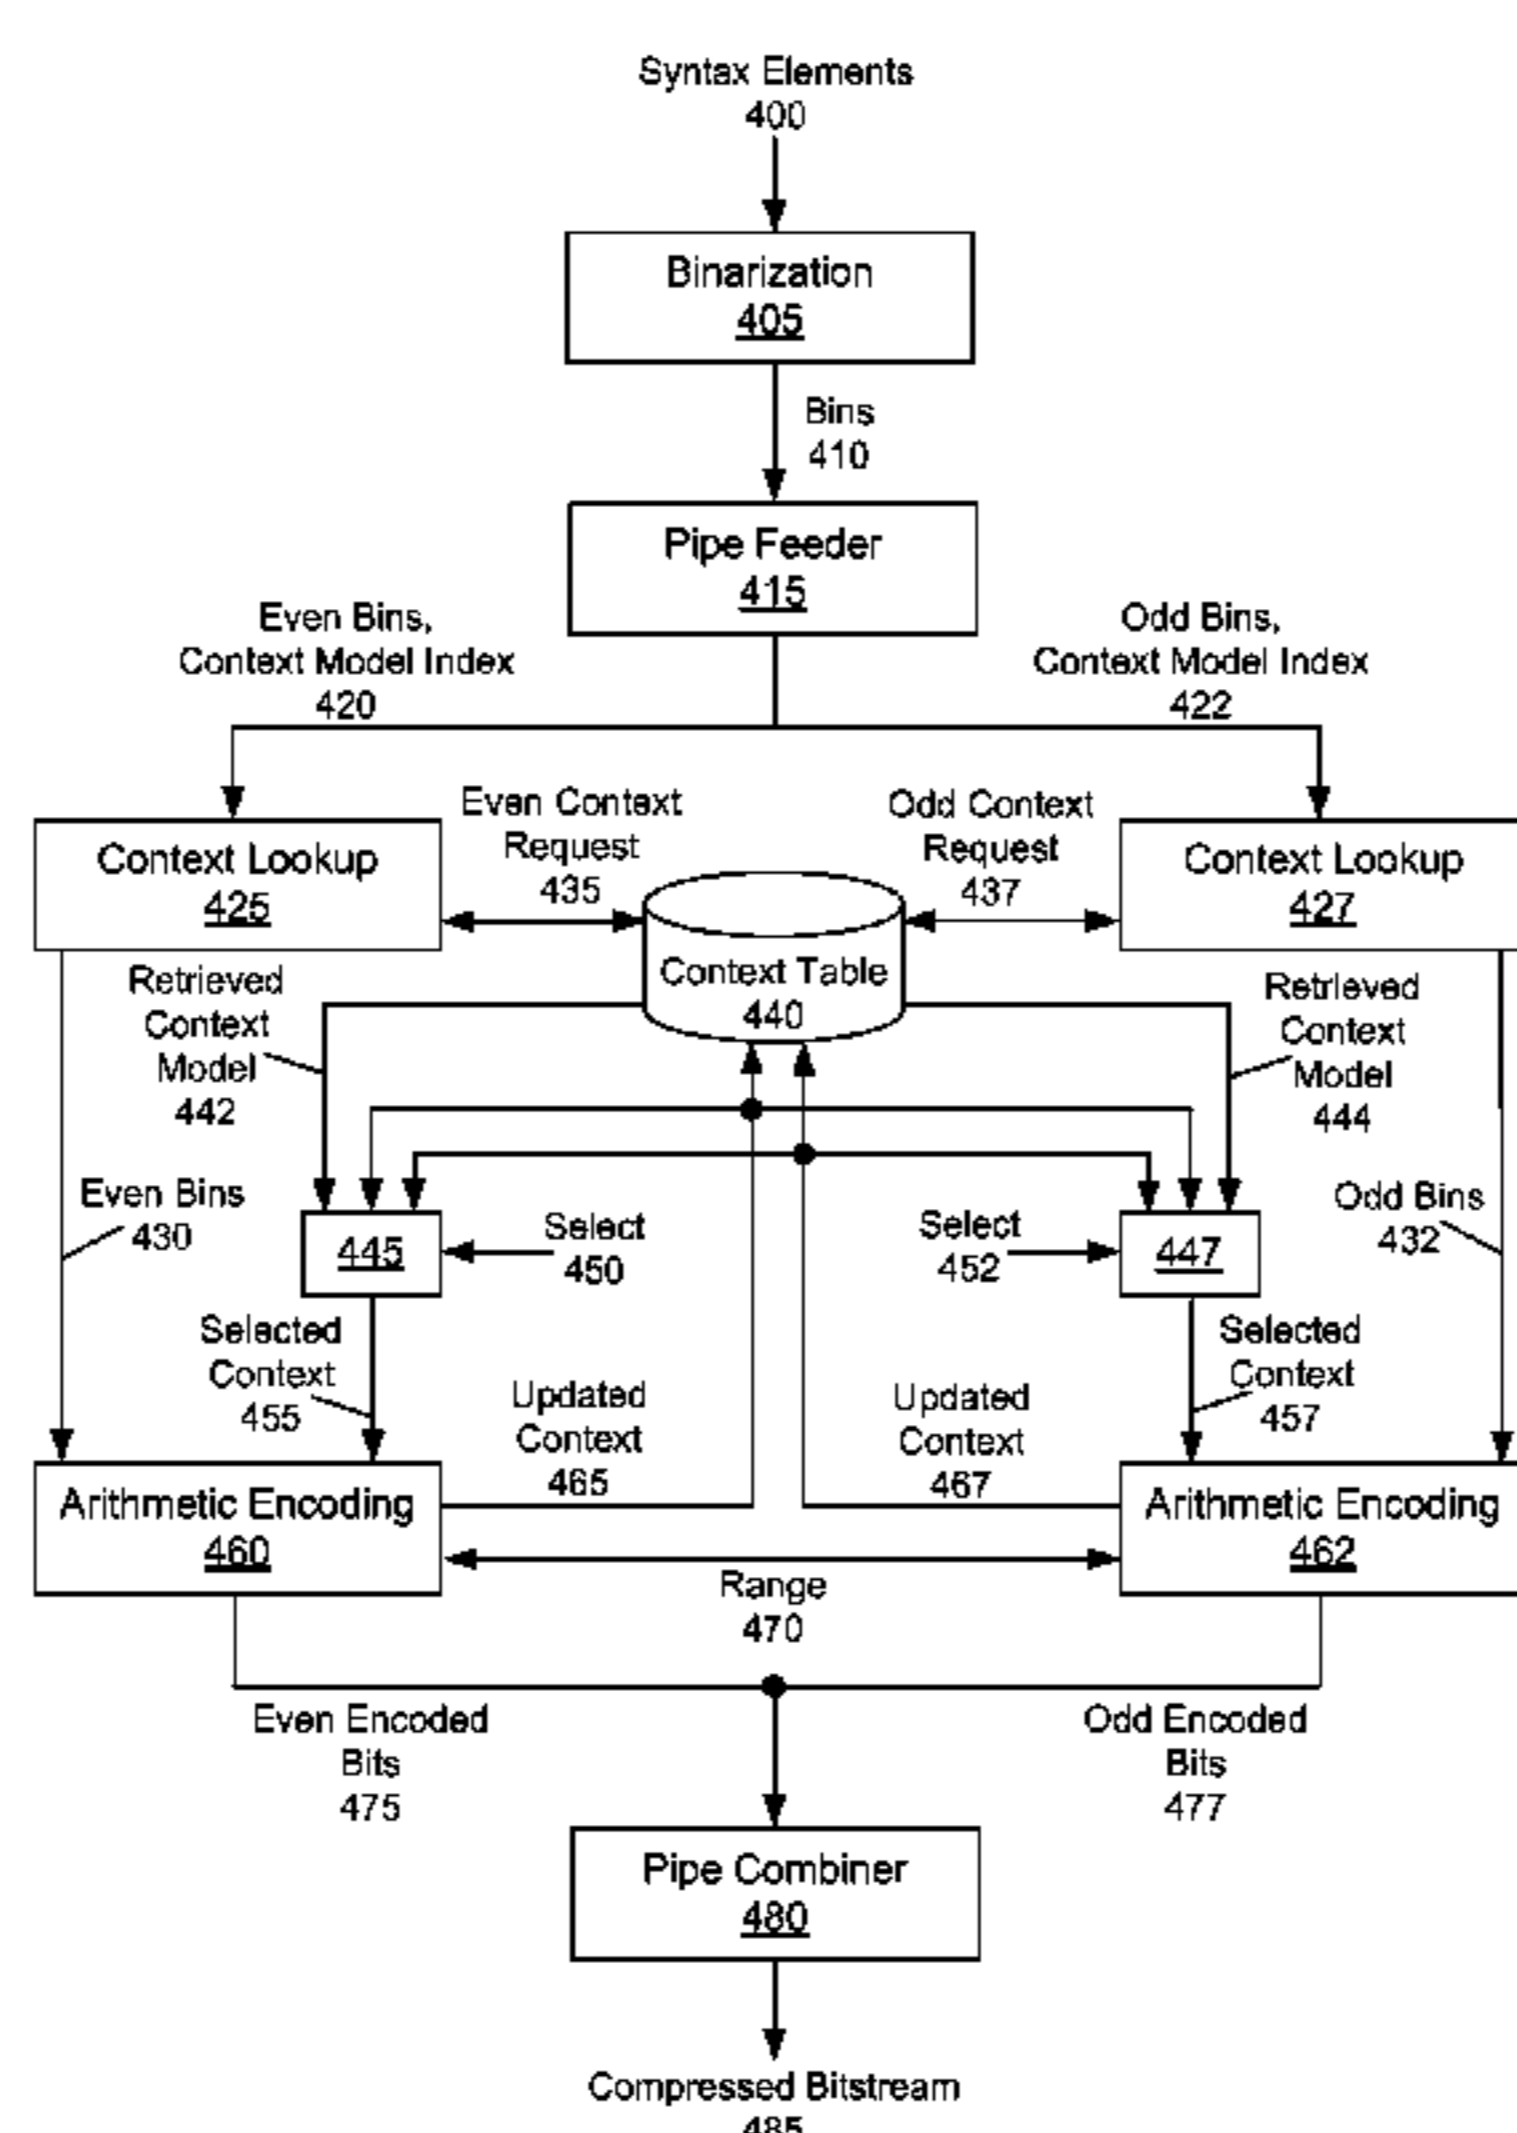 Syntax Elements
400
Binarization
405
Bins
410
Pipe Feeder
415
Even Bins,
Context Model Index
420
Odd Bins,
Context Model Index
422
Context Lookup
425
Even Context
Request
435
Odd Context
Request
437
Context Lookup
427
Context Table
440
Retrieved
Context
Model
442
Retrieved
Context
Model
444
Even Bins
430
445
Select
450
Select
452
447
Odd Bins
432
Selected
Context
455
Updated
Context
465
Updated
Context
467
Selected
Context
457
Arithmetic Encoding
460
Arithmetic Encoding
462
Range
470
Even Encoded
Bits
475
Odd Encoded
Bits
477
Pipe Combiner
480
Compressed Bitstream
485